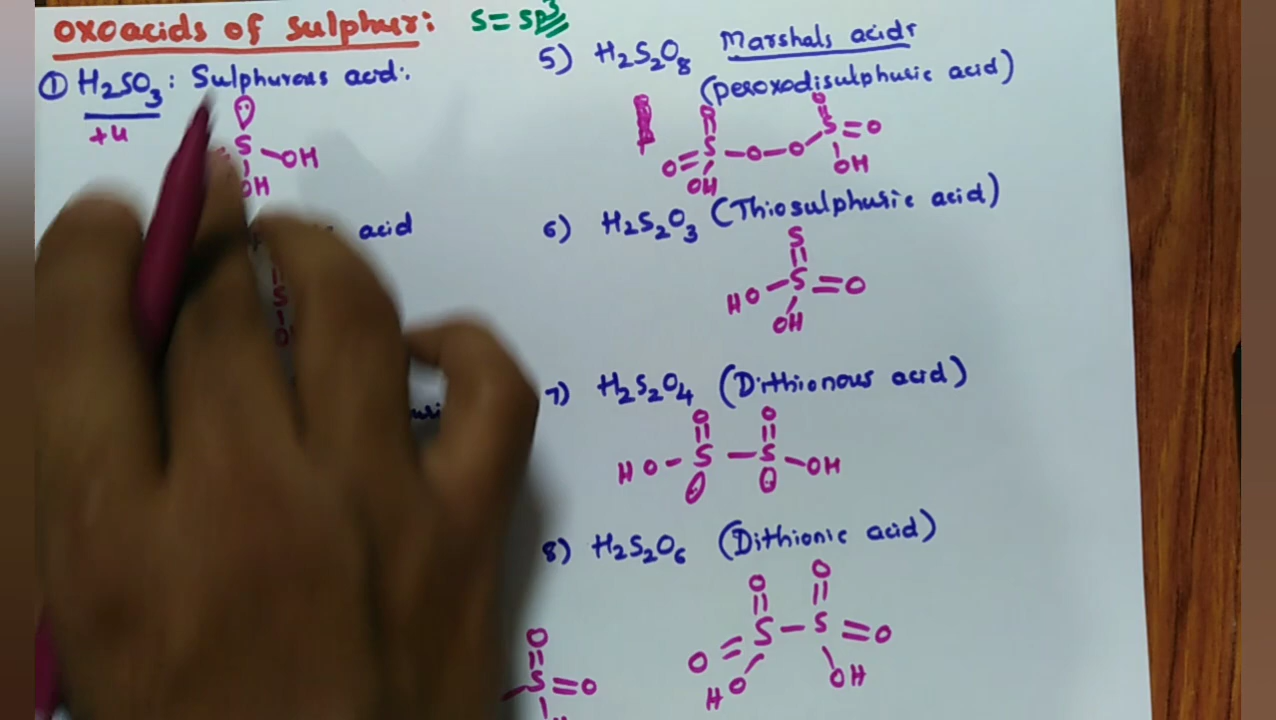 oxoacids of sulphur: S = sp³
① H₂SO₃: Sulphurous acid:.
+4
S
OH
OH
acid
S
O
5) H₂S₂O₈ Marshals acids
(peroxodisulphuric acid)
O O
O=S-O-O-S=O
OH OH
6) H₂S₂O₃ (Thiosulphuric acid)
S
HO-S=O
OH
7) H₂S₂O₄ (Dithionous acid)
O O
HO-S-S-OH
8) H₂S₂O₆ (Dithionic acid)
O O
O=S-S=O
HO OH
O
S=O